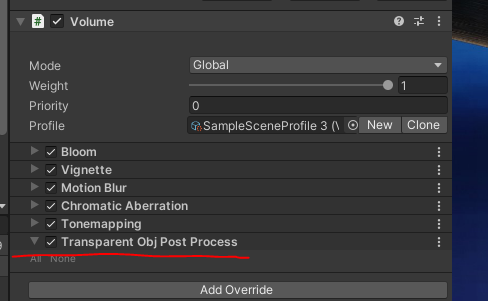 # Volume
Mode Global
Weight 1
Priority 0
Profile SampleSceneProfile 3 (V New Clone
Bloom
Vignette
Motion Blur
Chromatic Aberration
Tonemapping
9 Transparent Obj Post Process
All None
Add Override